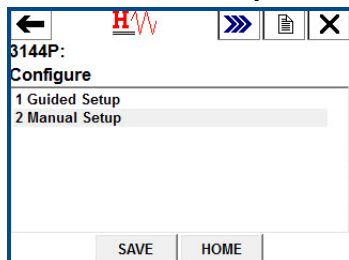 H
3144P:
Configure
1 Guided Setup
2 Manual Setup
SAVE HOME